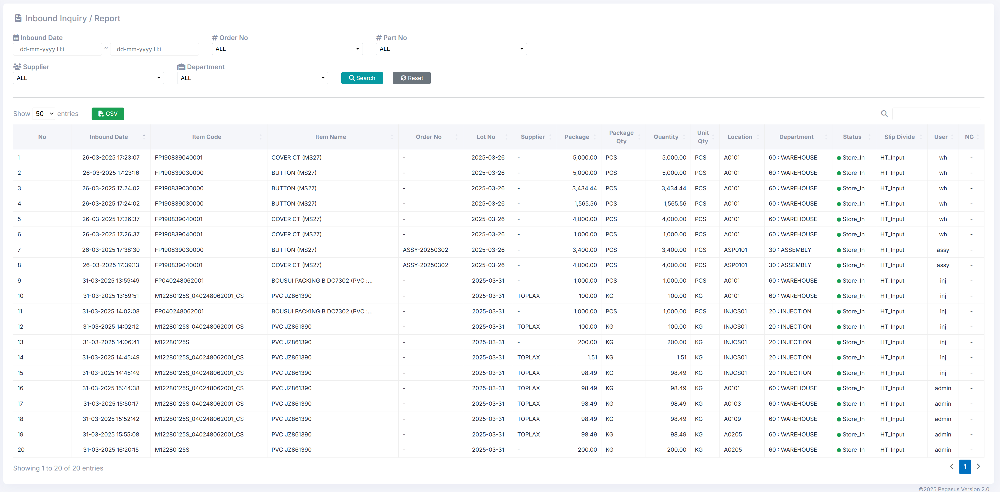 Inbound Inquiry / Report
Inbound Date # Order No # Part No
dd-mm-yyyy H:i ~ dd-mm-yyyy H:i ALL ALL
Supplier Department
ALL ALL Search Reset
Show 50 entries CSV
No Inbound Date Item Code Item Name Order No Lot No Supplier Package Package Qty Quantity Unit Qty Location Department Status Slip Divide User NG
1 26-03-2025 17:23:07 FP190839040001 COVER CT (MS27) - 2025-03-26 - 5,000.00 PCS 5,000.00 PCS A0101 60 : WAREHOUSE Store_In HT_Input wh -
2 26-03-2025 17:23:16 FP190839030000 BUTTON (MS27) - 2025-03-26 - 5,000.00 PCS 5,000.00 PCS A0101 60 : WAREHOUSE Store_In HT_Input wh -
3 26-03-2025 17:24:02 FP190839030000 BUTTON (MS27) - 2025-03-26 - 3,434.44 PCS 3,434.44 PCS A0101 60 : WAREHOUSE Store_In HT_Input wh -
4 26-03-2025 17:24:02 FP190839030000 BUTTON (MS27) - 2025-03-26 - 1,565.56 PCS 1,565.56 PCS A0101 60 : WAREHOUSE Store_In HT_Input wh -
5 26-03-2025 17:26:37 FP190839040001 COVER CT (MS27) - 2025-03-26 - 4,000.00 PCS 4,000.00 PCS A0101 60 : WAREHOUSE Store_In HT_Input wh -
6 26-03-2025 17:26:37 FP190839040001 COVER CT (MS27) - 2025-03-26 - 1,000.00 PCS 1,000.00 PCS A0101 60 : WAREHOUSE Store_In HT_Input wh -
7 26-03-2025 17:38:30 FP190839030000 BUTTON (MS27) ASSY-20250302 2025-03-26 - 3,400.00 PCS 3,400.00 PCS ASP0101 30 : ASSEMBLY Store_In HT_Input assy -
8 26-03-2025 17:39:13 FP190839040001 COVER CT (MS27) ASSY-20250302 2025-03-26 - 4,000.00 PCS 4,000.00 PCS ASP0101 30 : ASSEMBLY Store_In HT_Input assy -
9 31-03-2025 13:59:49 FP040248062001 BOUSUI PACKING B DC7302 (PVC :... - 2025-03-31 - 1,000.00 PCS 1,000.00 PCS A0101 60 : WAREHOUSE Store_In HT_Input inj -
10 31-03-2025 13:59:51 M12280125S_040248062001_CS PVC JZ861390 - 2025-03-31 TOPLAX 100.00 KG 100.00 KG A0101 60 : WAREHOUSE Store_In HT_Input inj -
11 31-03-2025 14:02:08 FP040248062001 BOUSUI PACKING B DC7302 (PVC :... - 2025-03-31 - 1,000.00 PCS 1,000.00 PCS INJCS01 20 : INJECTION Store_In HT_Input inj -
12 31-03-2025 14:02:12 M12280125S_040248062001_CS PVC JZ861390 - 2025-03-31 TOPLAX 100.00 KG 100.00 KG INJCS01 20 : INJECTION Store_In HT_Input inj -
13 31-03-2025 14:06:41 M12280125S PVC JZ861390 - 2025-03-31 - 200.00 KG 200.00 KG INJCS01 20 : INJECTION Store_In HT_Input inj -
14 31-03-2025 14:45:49 M12280125S_040248062001_CS PVC JZ861390 - 2025-03-31 TOPLAX 1.51 KG 1.51 KG INJCS01 20 : INJECTION Store_In HT_Input inj -
15 31-03-2025 14:45:49 M12280125S_040248062001_CS PVC JZ861390 - 2025-03-31 TOPLAX 98.49 KG 98.49 KG INJCS01 20 : INJECTION Store_In HT_Input inj -
16 31-03-2025 15:44:38 M12280125S_040248062001_CS PVC JZ861390 - 2025-03-31 TOPLAX 98.49 KG 98.49 KG A0101 60 : WAREHOUSE Store_In HT_Input admin -
17 31-03-2025 15:50:17 M12280125S_040248062001_CS PVC JZ861390 - 2025-03-31 TOPLAX 98.49 KG 98.49 KG A0103 60 : WAREHOUSE Store_In HT_Input admin -
18 31-03-2025 15:52:42 M12280125S_040248062001_CS PVC JZ861390 - 2025-03-31 TOPLAX 98.49 KG 98.49 KG A0109 60 : WAREHOUSE Store_In HT_Input admin -
19 31-03-2025 15:55:08 M12280125S_040248062001_CS PVC JZ861390 - 2025-03-31 TOPLAX 98.49 KG 98.49 KG A0205 60 : WAREHOUSE Store_In HT_Input admin -
20 31-03-2025 16:20:15 M12280125S PVC JZ861390 - 2025-03-31 - 200.00 KG 200.00 KG A0205 60 : WAREHOUSE Store_In HT_Input admin -
Showing 1 to 20 of 20 entries 1
©2025 Pegasus Version 2.0